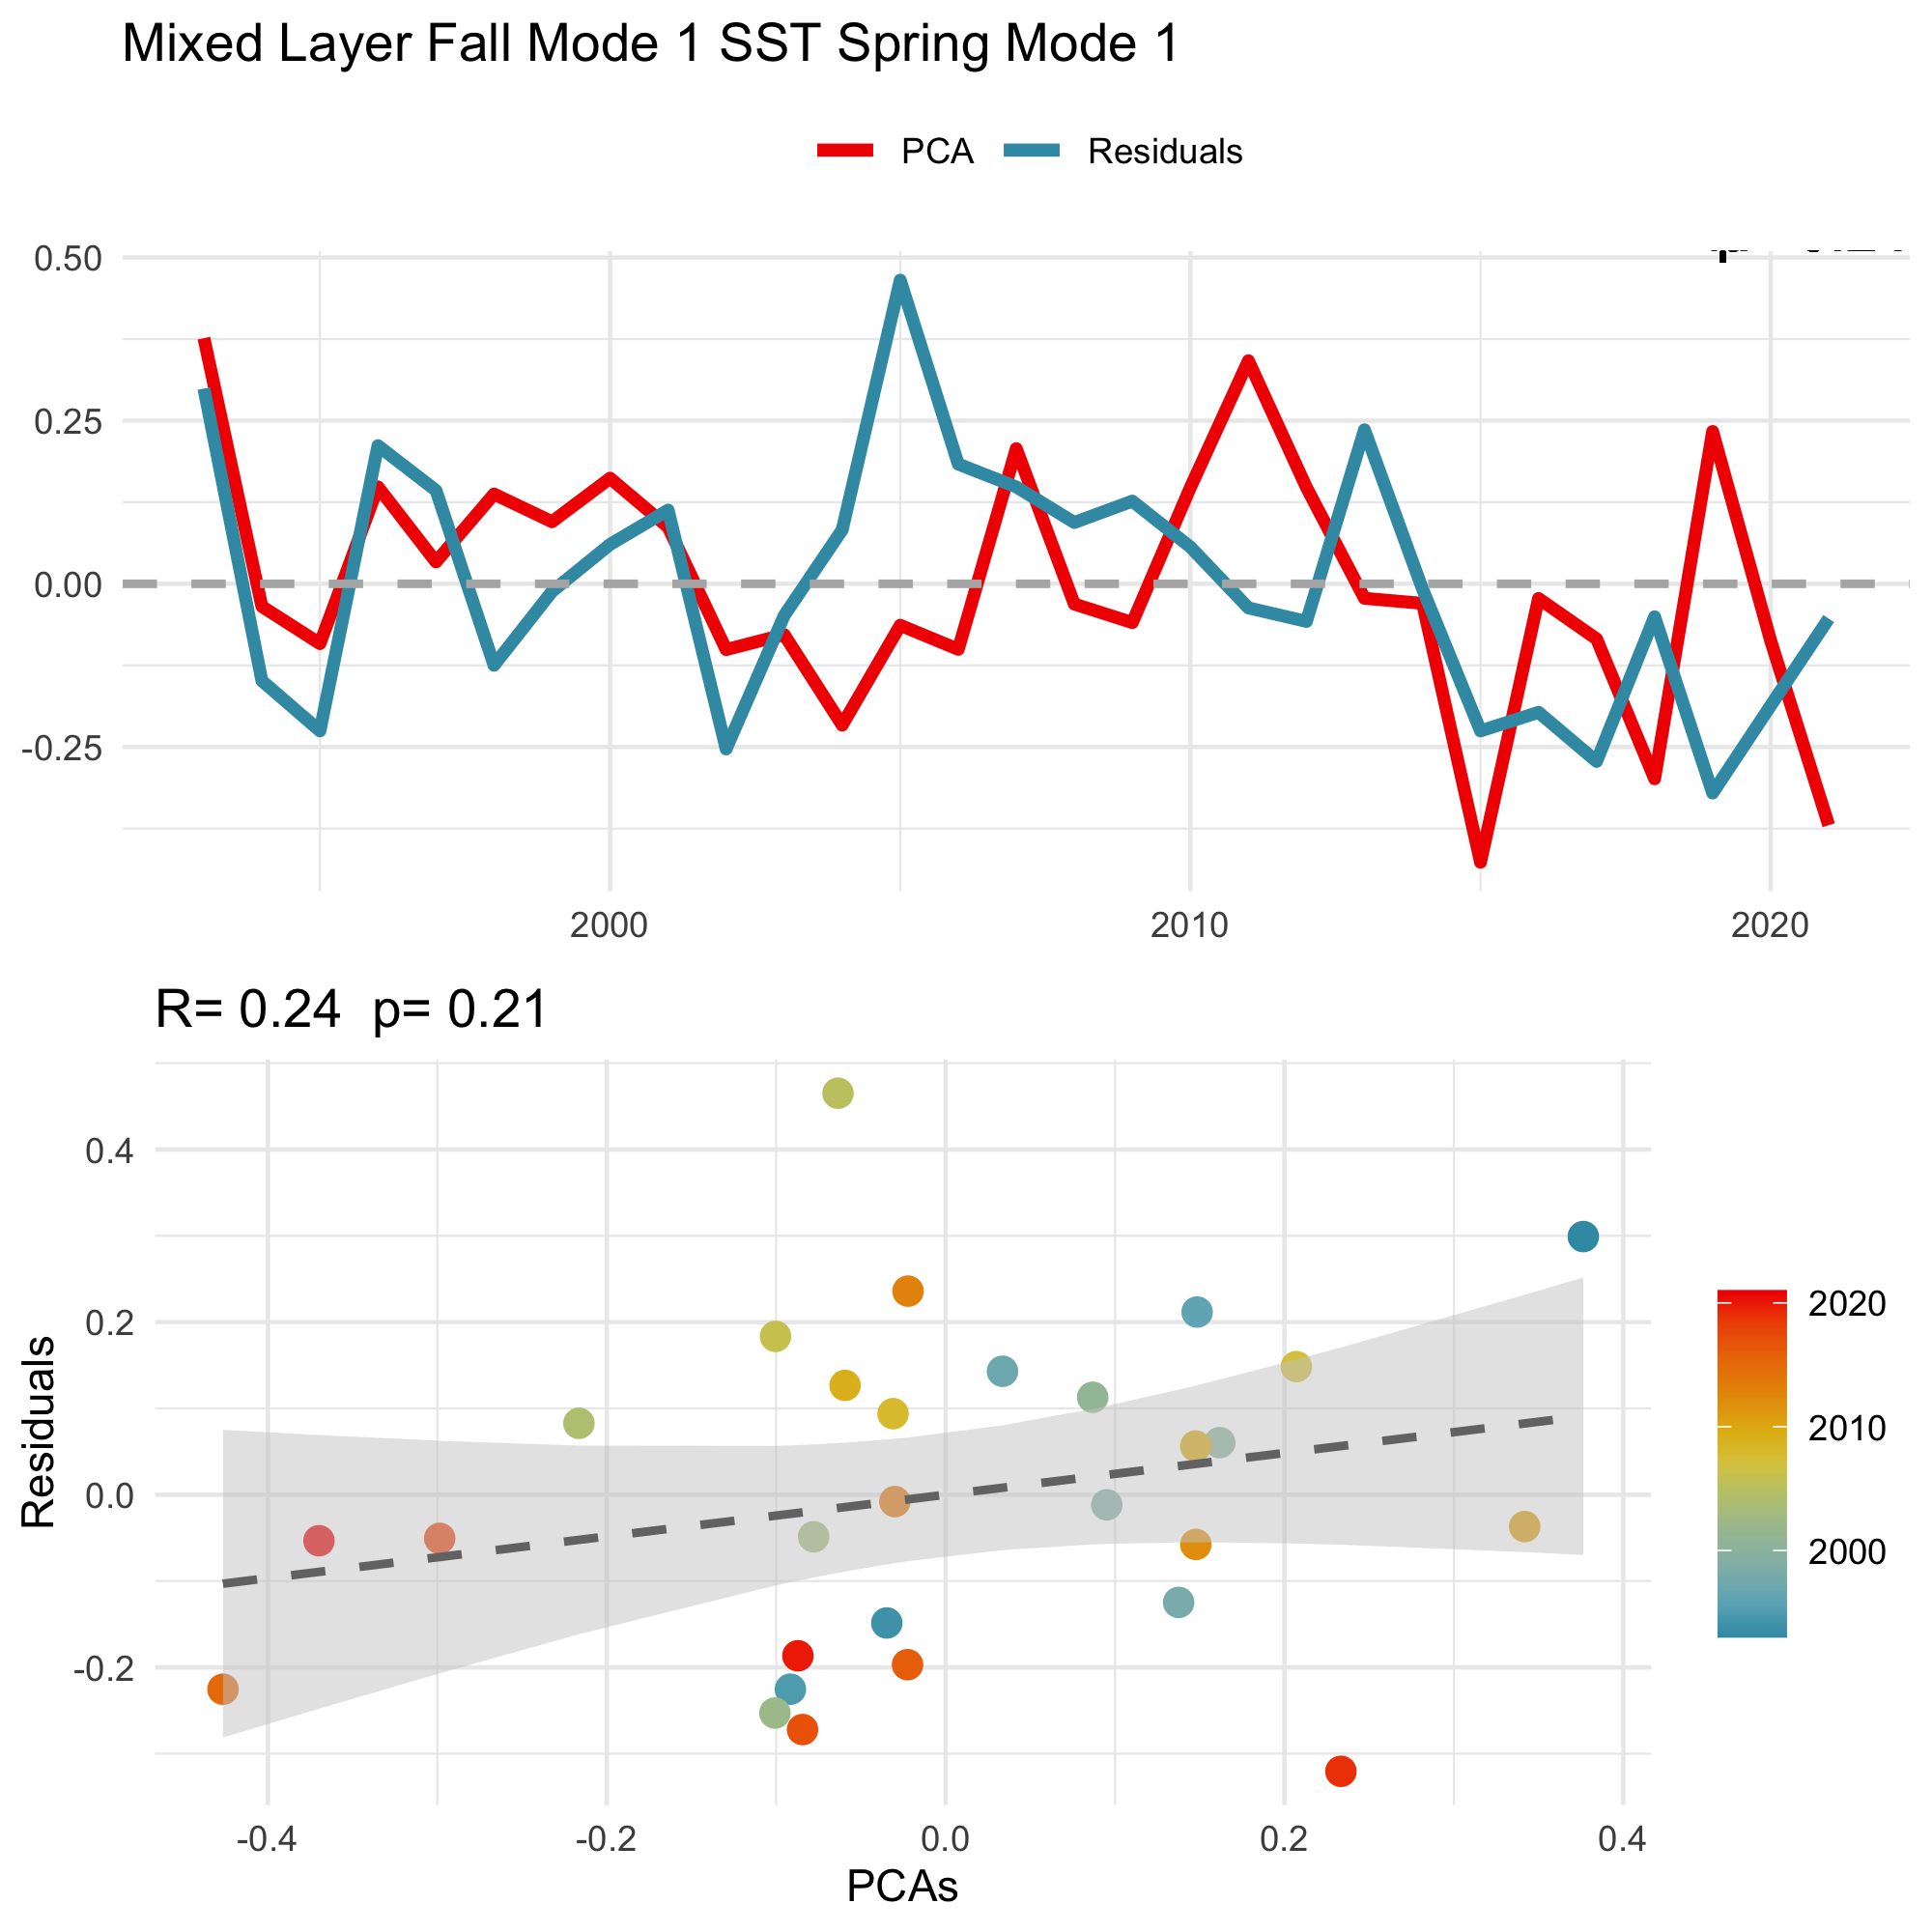 Mixed Layer Fall Mode 1 SST Spring Mode 1
PCA Residuals
0.50
0.25
0.00
-0.25
2000 2010 2020
R= 0.24 p= 0.21
Residuals
0.4
0.2
0.0
-0.2
-0.4 -0.2 0.0 0.2 0.4
PCAs
2020
2010
2000